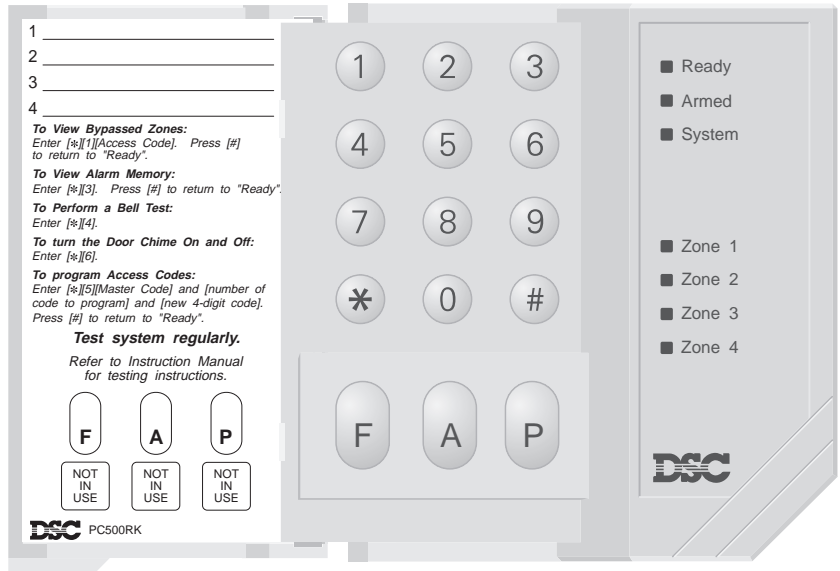 1
2
3
4
To View Bypassed Zones:
Enter [✻][1][Access Code]. Press [#]
to return to "Ready".
To View Alarm Memory:
Enter [✻][3]. Press [#] to return to "Ready".
To Perform a Bell Test:
Enter [✻][4].
To turn the Door Chime On and Off:
Enter [✻][6].
To program Access Codes:
Enter [✻][5][Master Code] and [number of
code to program] and [new 4-digit code].
Press [#] to return to "Ready".
Test system regularly.
Refer to Instruction Manual
for testing instructions.
F A P
NOT IN USE
NOT IN USE
NOT IN USE
DSC PC500RK
1 2 3
4 5 6
7 8 9
✻ 0 #
F A P
Ready
Armed
System
Zone 1
Zone 2
Zone 3
Zone 4
DSC